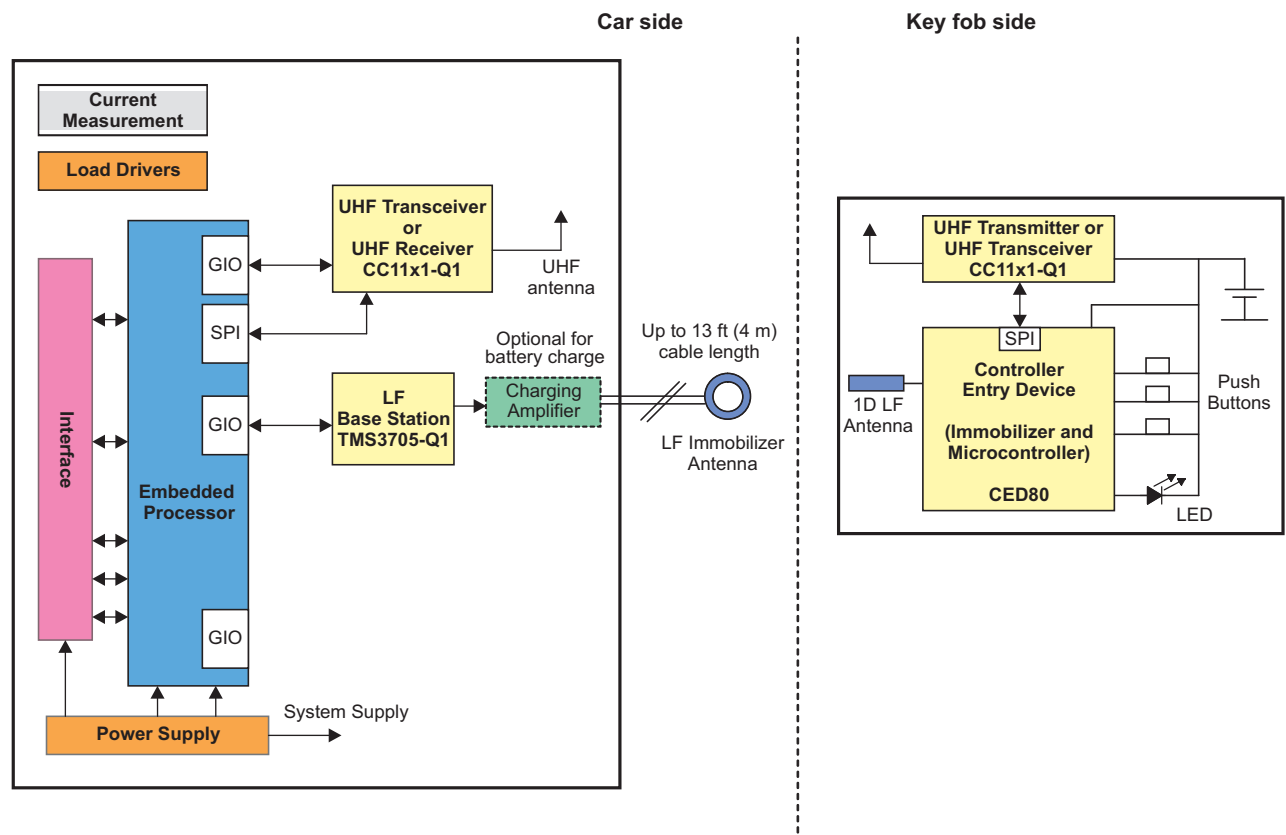 Car side
Key fob side
Current
Measurement
Load Drivers
UHF Transceiver
or
UHF Receiver
CC11x1-Q1
UHF
antenna
GIO
SPI
GIO
GIO
Interface
Embedded
Processor
LF
Base Station
TMS3705-Q1
Optional for
battery charge
Charging
Amplifier
Up to 13 ft (4 m)
cable length
LF Immobilizer
Antenna
System Supply
Power Supply
UHF Transmitter or
UHF Transceiver
CC11x1-Q1
SPI
Controller
Entry Device
(Immobilizer and
Microcontroller)
CED80
1D LF
Antenna
Push
Buttons
LED